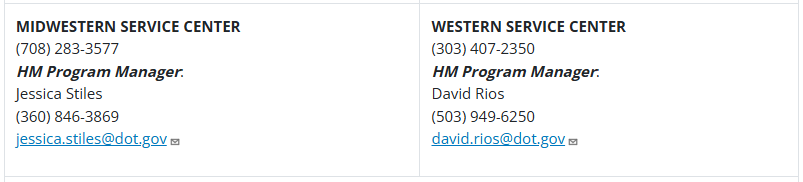 MIDWESTERN SERVICE CENTER
(708) 283-3577
HM Program Manager:
Jessica Stiles
(360) 846-3869
jessica.stiles@dot.gov
WESTERN SERVICE CENTER
(303) 407-2350
HM Program Manager:
David Rios
(503) 949-6250
david.rios@dot.gov